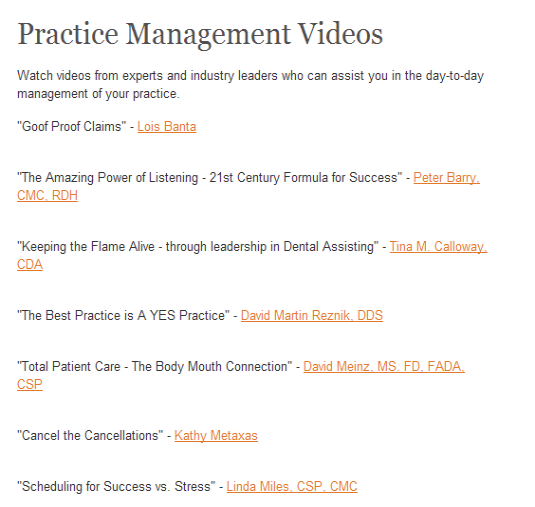 Practice Management Videos
Watch videos from experts and industry leaders who can assist you in the day-to-day
management of your practice.
"Goof Proof Claims" - Lois Banta
"The Amazing Power of Listening - 21st Century Formula for Success" - Peter Barry,
CMC, RDH
"Keeping the Flame Alive - through leadership in Dental Assisting" - Tina M. Calloway,
CDA
"The Best Practice is A YES Practice" - David Martin Reznik, DDS
"Total Patient Care - The Body Mouth Connection" - David Meinz, MS, FD, FADA,
CSP
"Cancel the Cancellations" - Kathy Metaxas
"Scheduling for Success vs. Stress" - Linda Miles, CSP, CMC